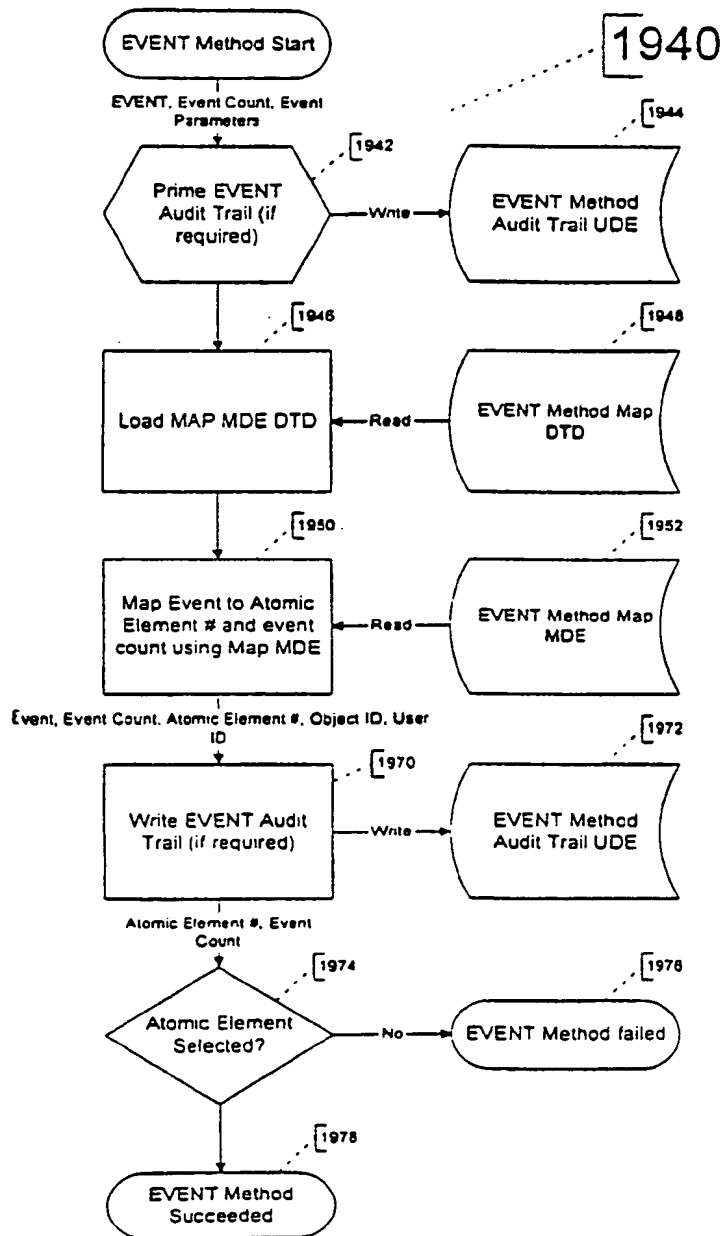 EVENT Method Start
1940
EVENT, Event Count, Event
Parameters
1942
1944
Prime EVENT
Audit Trail (if
required)
Write
EVENT Method
Audit Trail UDE
1946
1948
Load MAP MDE DTD
Read
EVENT Method Map
DTD
1950
1952
Map Event to Atomic
Element # and event
count using Map MDE
Read
EVENT Method Map
MDE
Event, Event Count, Atomic Element #, Object ID, User
ID
1970
1972
Write EVENT Audit
Trail (if required)
Write
EVENT Method
Audit Trail UDE
Atomic Element #, Event
Count
1974
1976
Atomic Element
Selected?
No
EVENT Method failed
1978
EVENT Method
Succeeded